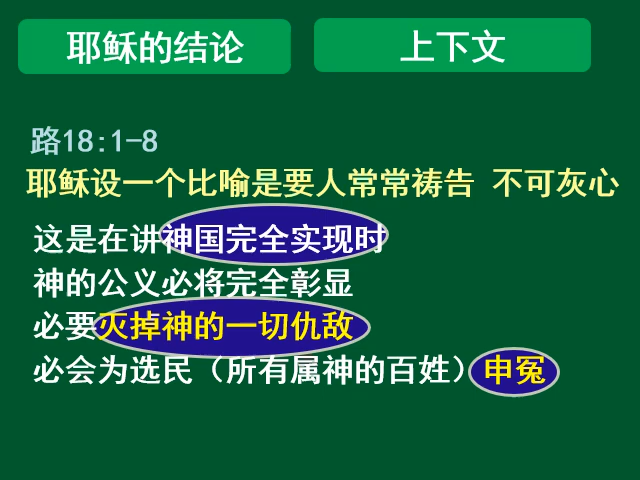 耶稣的结论
上下文
路18:1-8
耶稣设一个比喻是要人常常祷告 不可灰心
这是在讲神国完全实现时
神的公义必将完全彰显
必要灭掉神的一切仇敌
必会为选民（所有属神的百姓）申冤